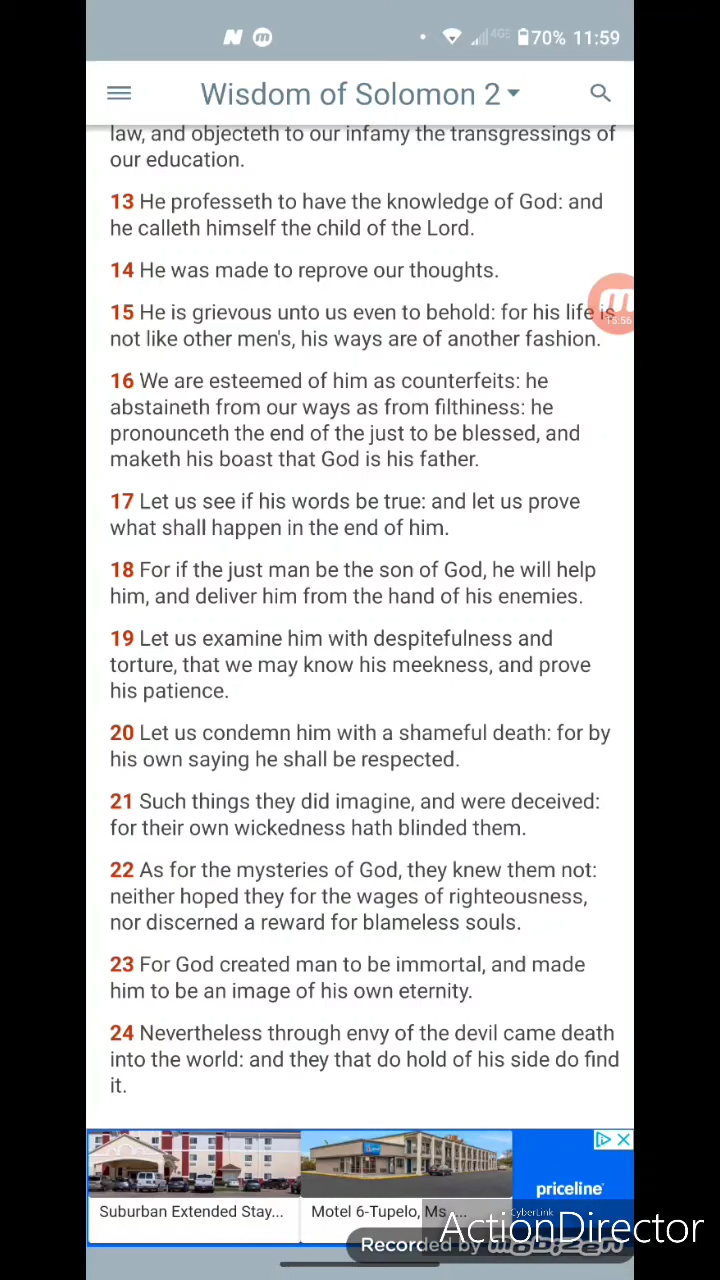 N m 4GE 70% 11:59
Wisdom of Solomon 2
law, and objecteth to our infamy the transgressings of
our education.
13 He professeth to have the knowledge of God: and
he calleth himself the child of the Lord.
14 He was made to reprove our thoughts.
15 He is grievous unto us even to behold: for his life is
not like other men's, his ways are of another fashion.
m
15:56
16 We are esteemed of him as counterfeits: he
abstaineth from our ways as from filthiness: he
pronounceth the end of the just to be blessed, and
maketh his boast that God is his father.
17 Let us see if his words be true: and let us prove
what shall happen in the end of him.
18 For if the just man be the son of God, he will help
him, and deliver him from the hand of his enemies.
19 Let us examine him with despitefulness and
torture, that we may know his meekness, and prove
his patience.
20 Let us condemn him with a shameful death: for by
his own saying he shall be respected.
21 Such things they did imagine, and were deceived:
for their own wickedness hath blinded them.
22 As for the mysteries of God, they knew them not:
neither hoped they for the wages of righteousness,
nor discerned a reward for blameless souls.
23 For God created man to be immortal, and made
him to be an image of his own eternity.
24 Nevertheless through envy of the devil came death
into the world: and they that do hold of his side do find
it.
priceline
Suburban Extended Stay...
Motel 6-Tupelo, Ms ...
CyberLink
ActionDirector
Recorded by mobizen